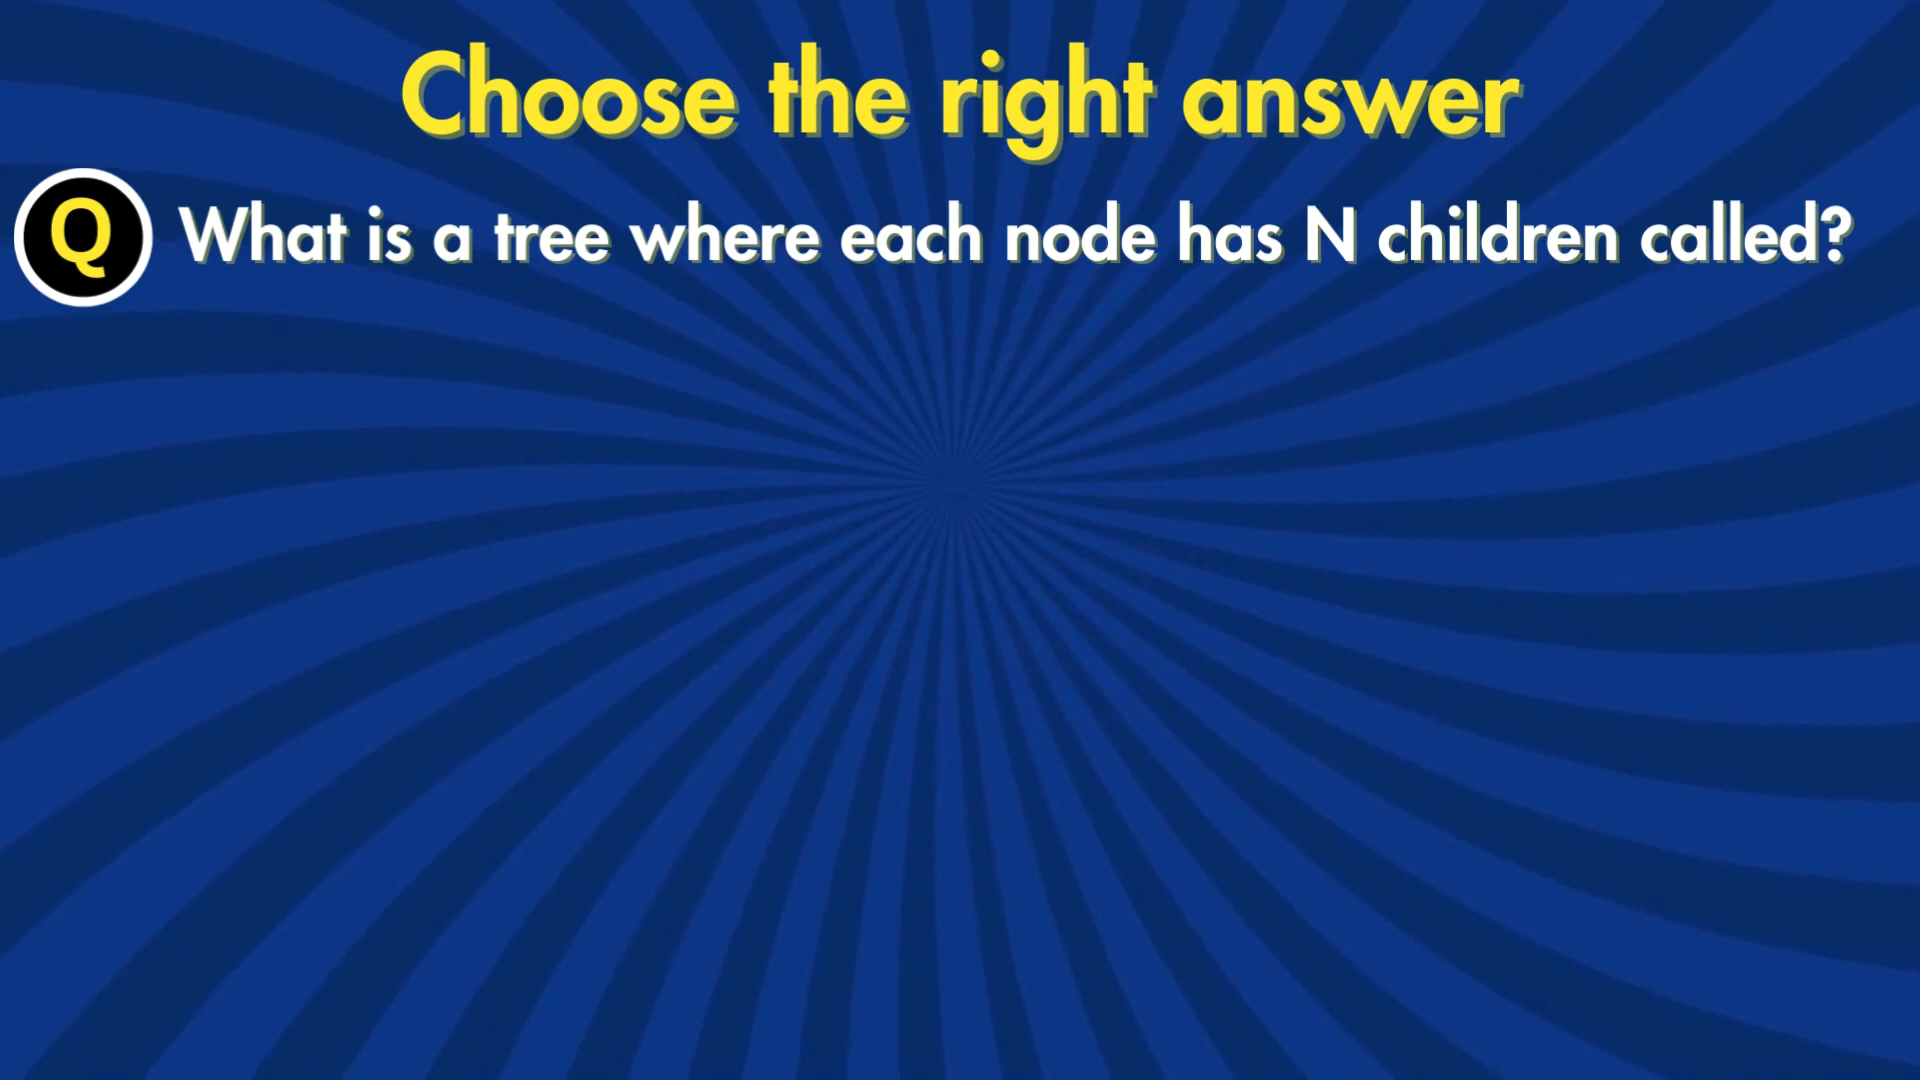 Choose the right answer
Q What is a tree where each node has N children called?